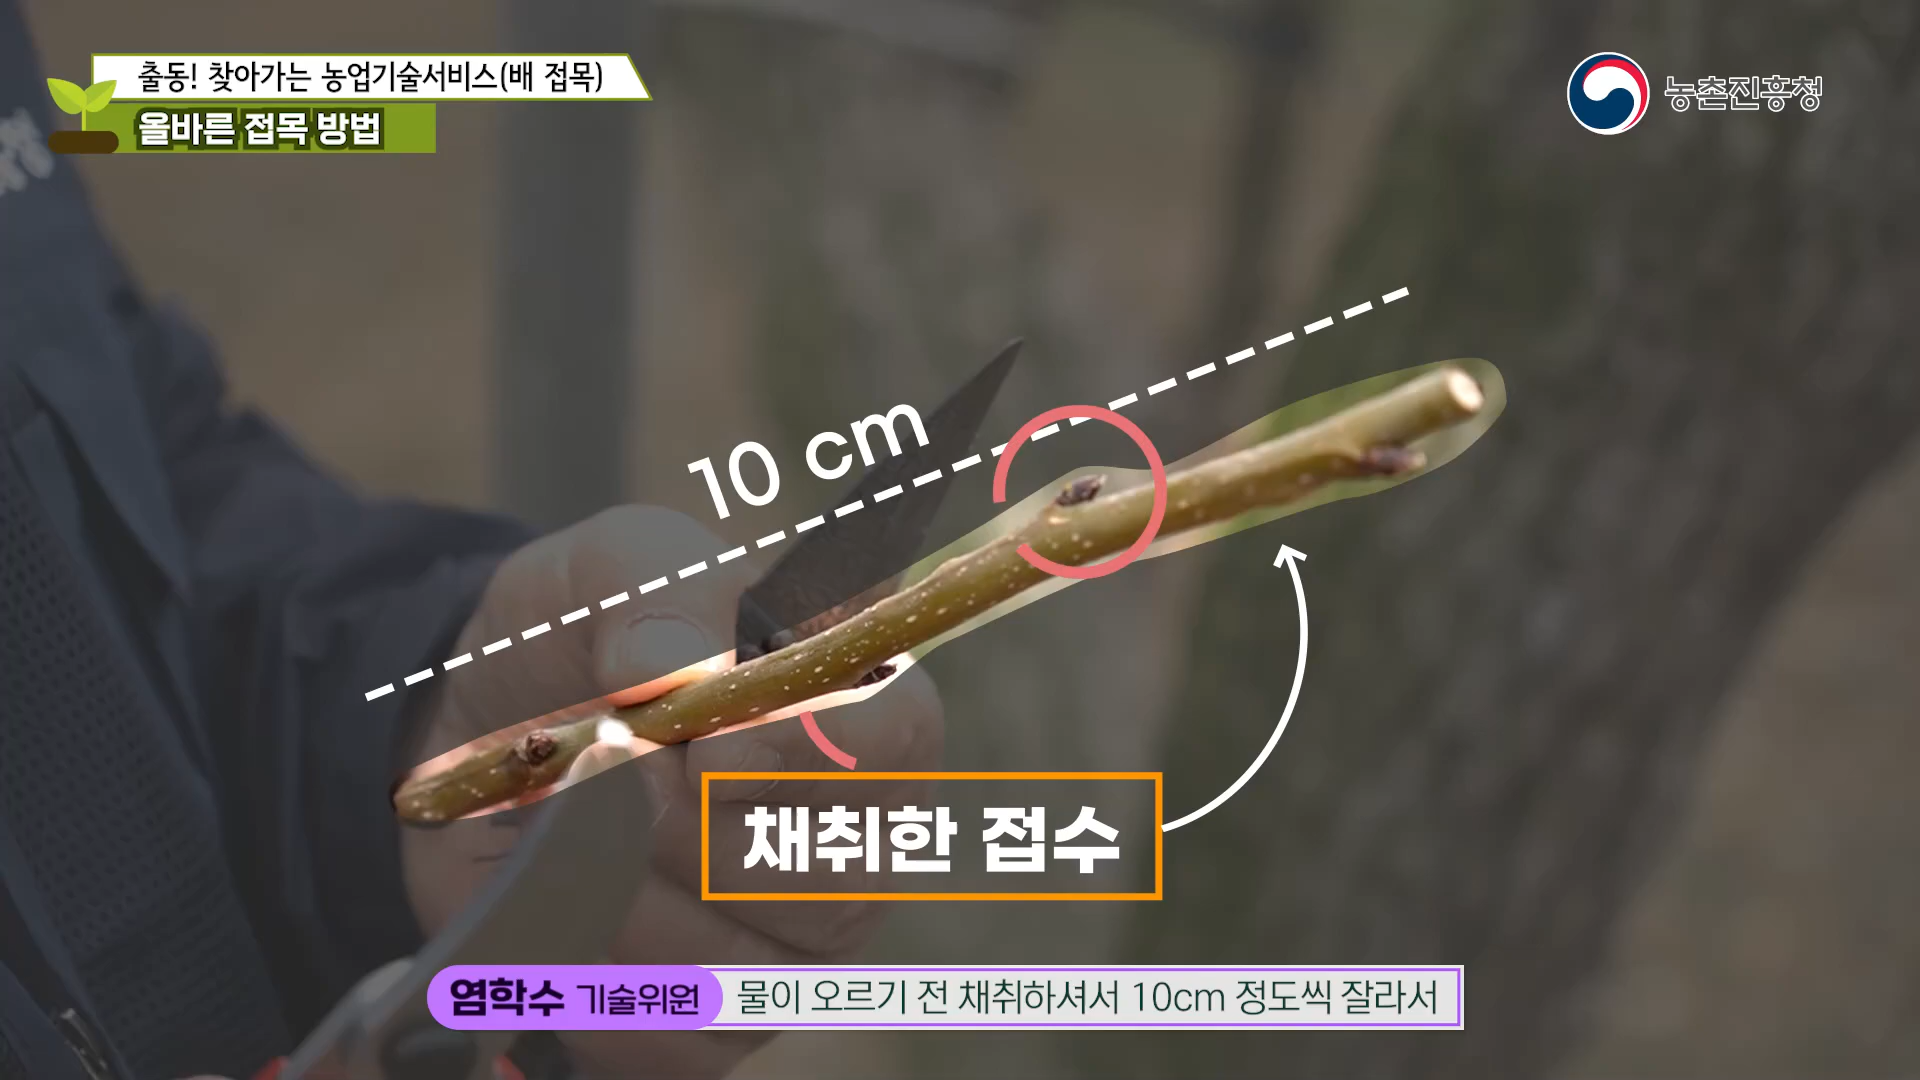 출동! 찾아가는 농업기술서비스(배 접목)
올바른 접목 방법
농촌진흥청
10 cm
채취한 접수
염학수 기술위원 물이 오르기 전 채취하셔서 10cm 정도씩 잘라서